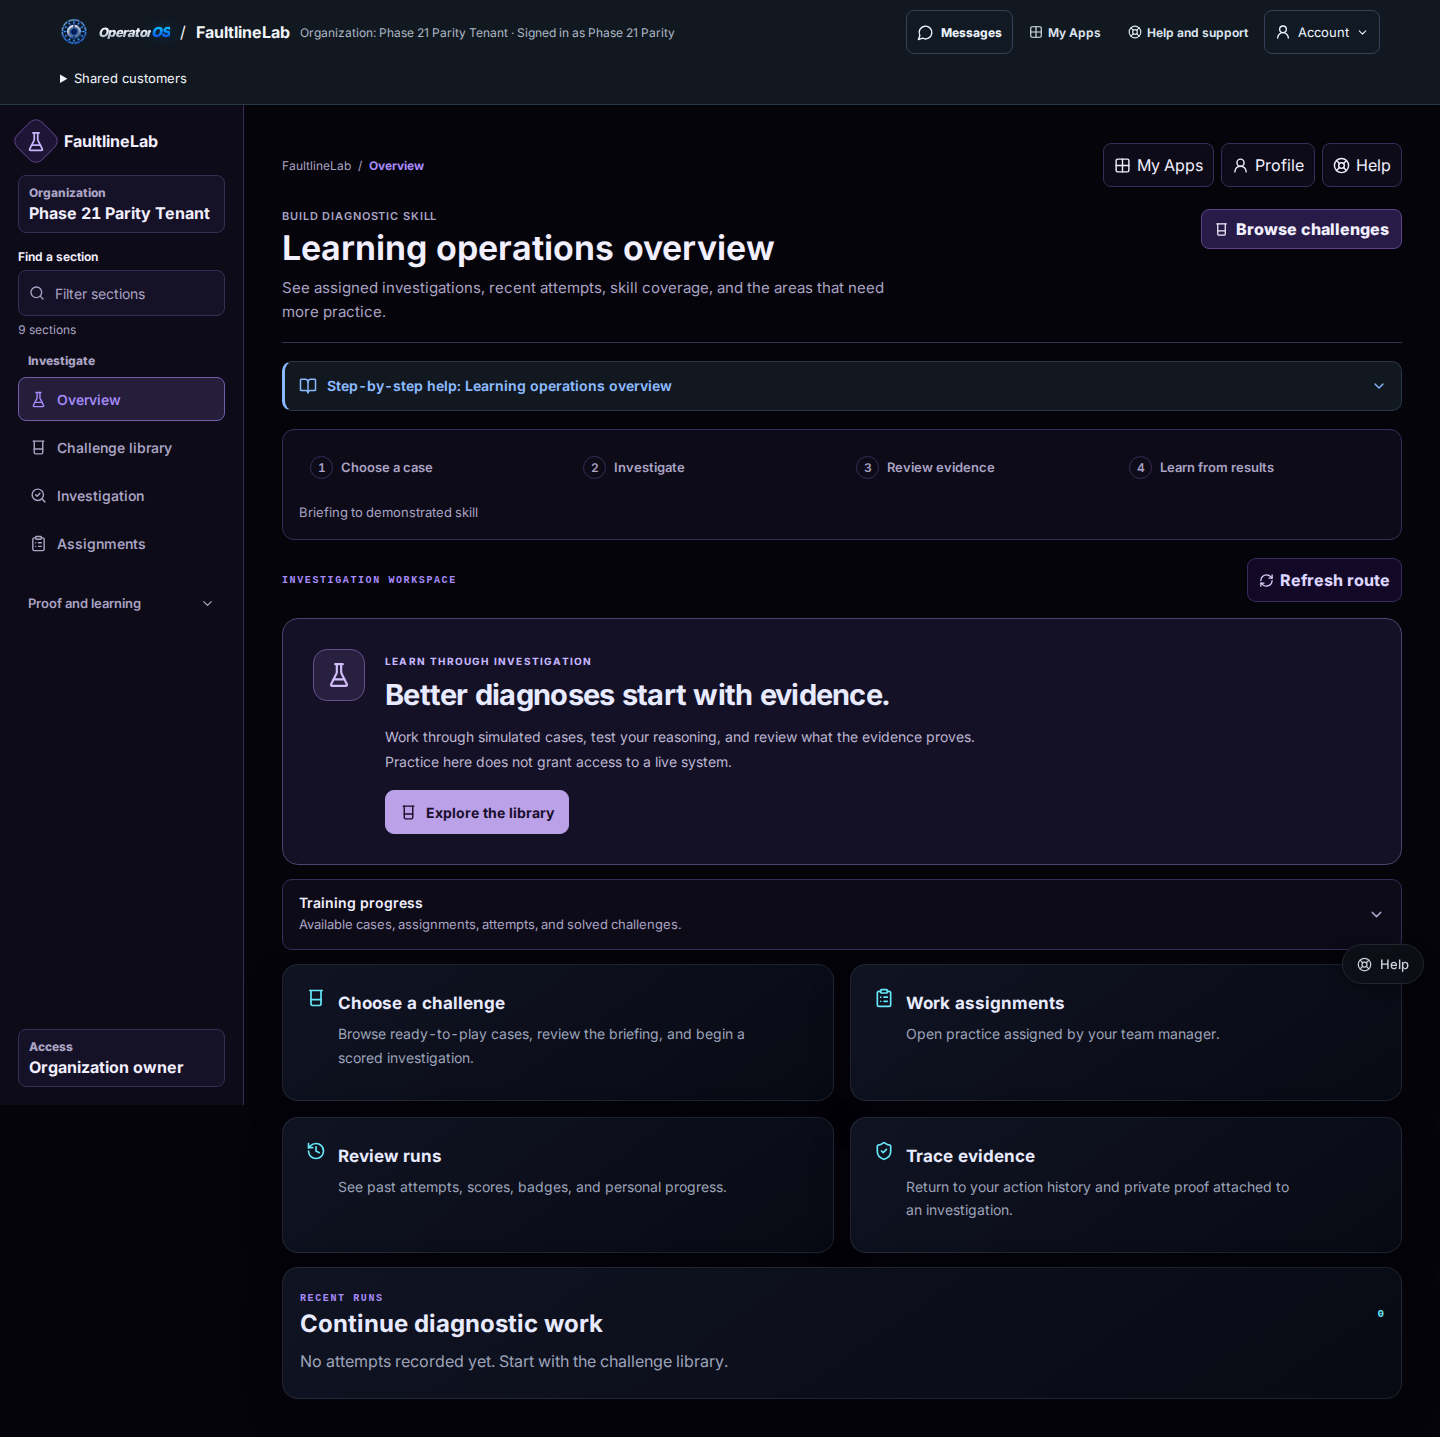 OperatorOS / FaultlineLab Organization: Phase 21 Parity Tenant · Signed in as Phase 21 Parity
Messages
My Apps
Help and support
Account
Shared customers
FaultlineLab
Organization
Phase 21 Parity Tenant
Find a section
Filter sections
9 sections
Investigate
Overview
Challenge library
Investigation
Assignments
Proof and learning
Access
Organization owner
FaultlineLab / Overview
My Apps
Profile
Help
BUILD DIAGNOSTIC SKILL
Learning operations overview
Browse challenges
See assigned investigations, recent attempts, skill coverage, and the areas that need
more practice.
Step-by-step help: Learning operations overview
1 Choose a case
2 Investigate
3 Review evidence
4 Learn from results
Briefing to demonstrated skill
INVESTIGATION WORKSPACE
Refresh route
LEARN THROUGH INVESTIGATION
Better diagnoses start with evidence.
Work through simulated cases, test your reasoning, and review what the evidence proves.
Practice here does not grant access to a live system.
Explore the library
Training progress
Available cases, assignments, attempts, and solved challenges.
Help
Choose a challenge
Browse ready-to-play cases, review the briefing, and begin a
scored investigation.
Work assignments
Open practice assigned by your team manager.
Review runs
See past attempts, scores, badges, and personal progress.
Trace evidence
Return to your action history and private proof attached to
an investigation.
RECENT RUNS
Continue diagnostic work
0
No attempts recorded yet. Start with the challenge library.